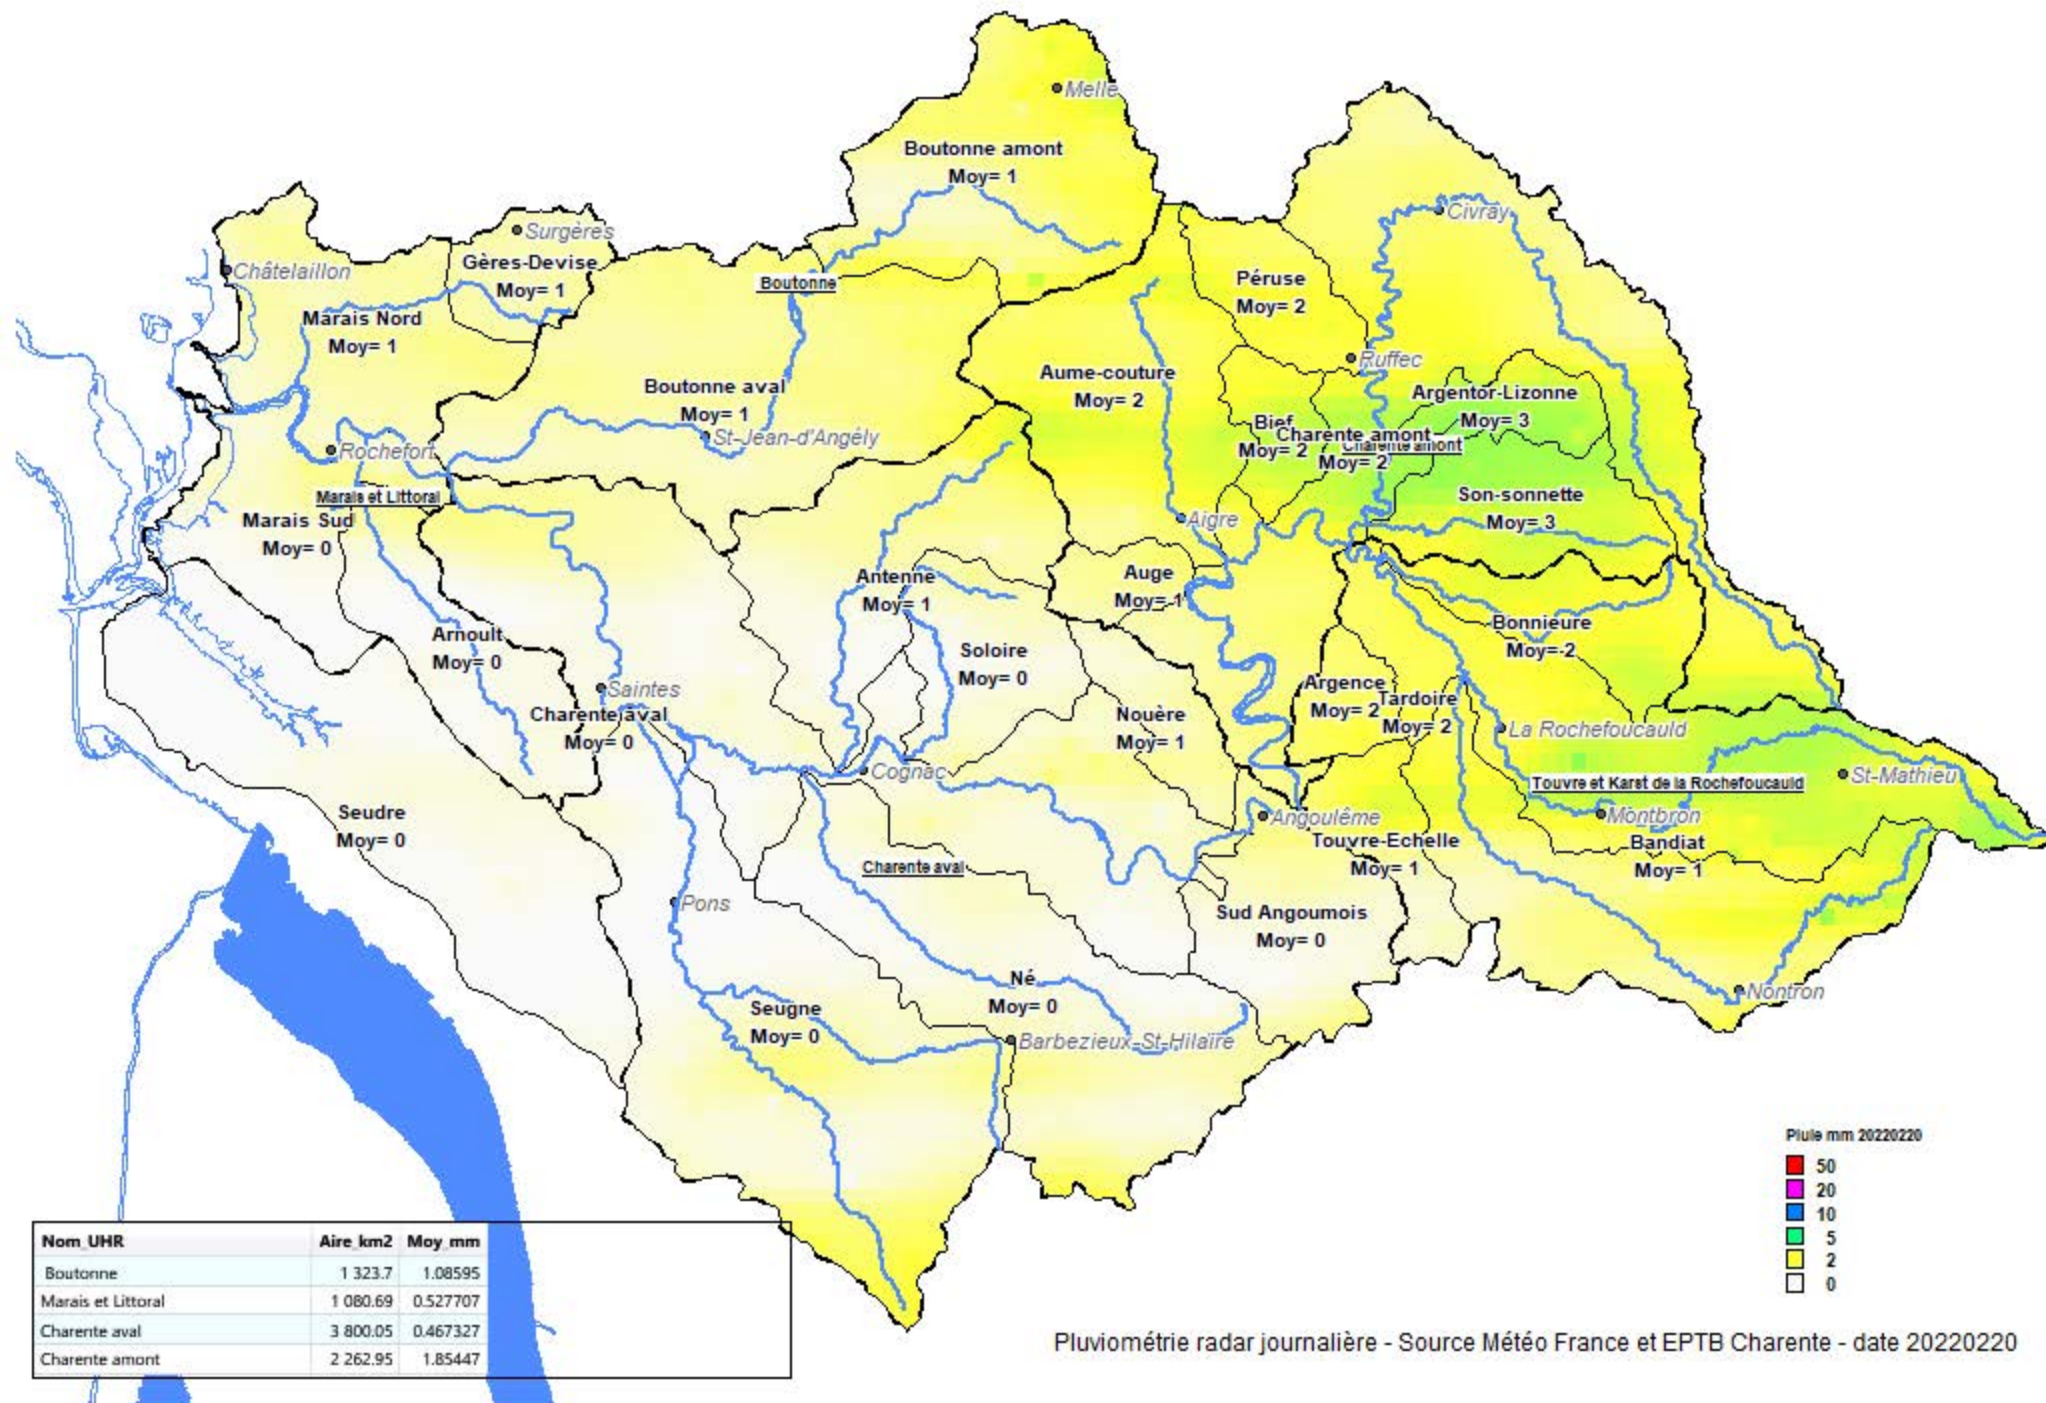 Melle
Boutonne amont
Moy= 1
Civray
Surgères
Châtelaillon
Gères-Devise
Moy= 1
Boutonne
Péruse
Moy= 2
Marais Nord
Moy= 1
Ruffec
Aume-couture
Moy= 2
Boutonne aval
Moy= 1
Argentor-Lizonne
Moy= 3
St-Jean-d'Angély
Bief
Moy= 2
Charente amont
Moy= 2
Charente amont
Rochefort
Marais et Littoral
Son-sonnette
Moy= 3
Marais Sud
Moy= 0
Aigre
Antenne
Moy= 1
Auge
Moy= 1
Arnoult
Moy= 0
Soloire
Moy= 0
Bonnieure
Moy= 2
Saintes
Charente aval
Moy= 0
Nouère
Moy= 1
Argence
Moy= 2
Tardoire
Moy= 2
La Rochefoucauld
Cognac
Touvre et Karst de la Rochefoucauld
St-Mathieu
Seudre
Moy= 0
Angoulême
Montbron
Touvre-Echelle
Moy= 1
Bandiat
Moy= 1
Charente aval
Pons
Sud Angoumois
Moy= 0
Né
Moy= 0
Nontron
Seugne
Moy= 0
Barbezieux-St-Hilaire
Pluie mm 20220220
50
20
10
5
2
0
Nom_UHR Aire_km2 Moy_mm
Boutonne 1 323.7 1.08595
Marais et Littoral 1 080.69 0.527707
Charente aval 3 800.05 0.467327
Charente amont 2 262.95 1.85447
Pluviométrie radar journalière - Source Météo France et EPTB Charente - date 20220220